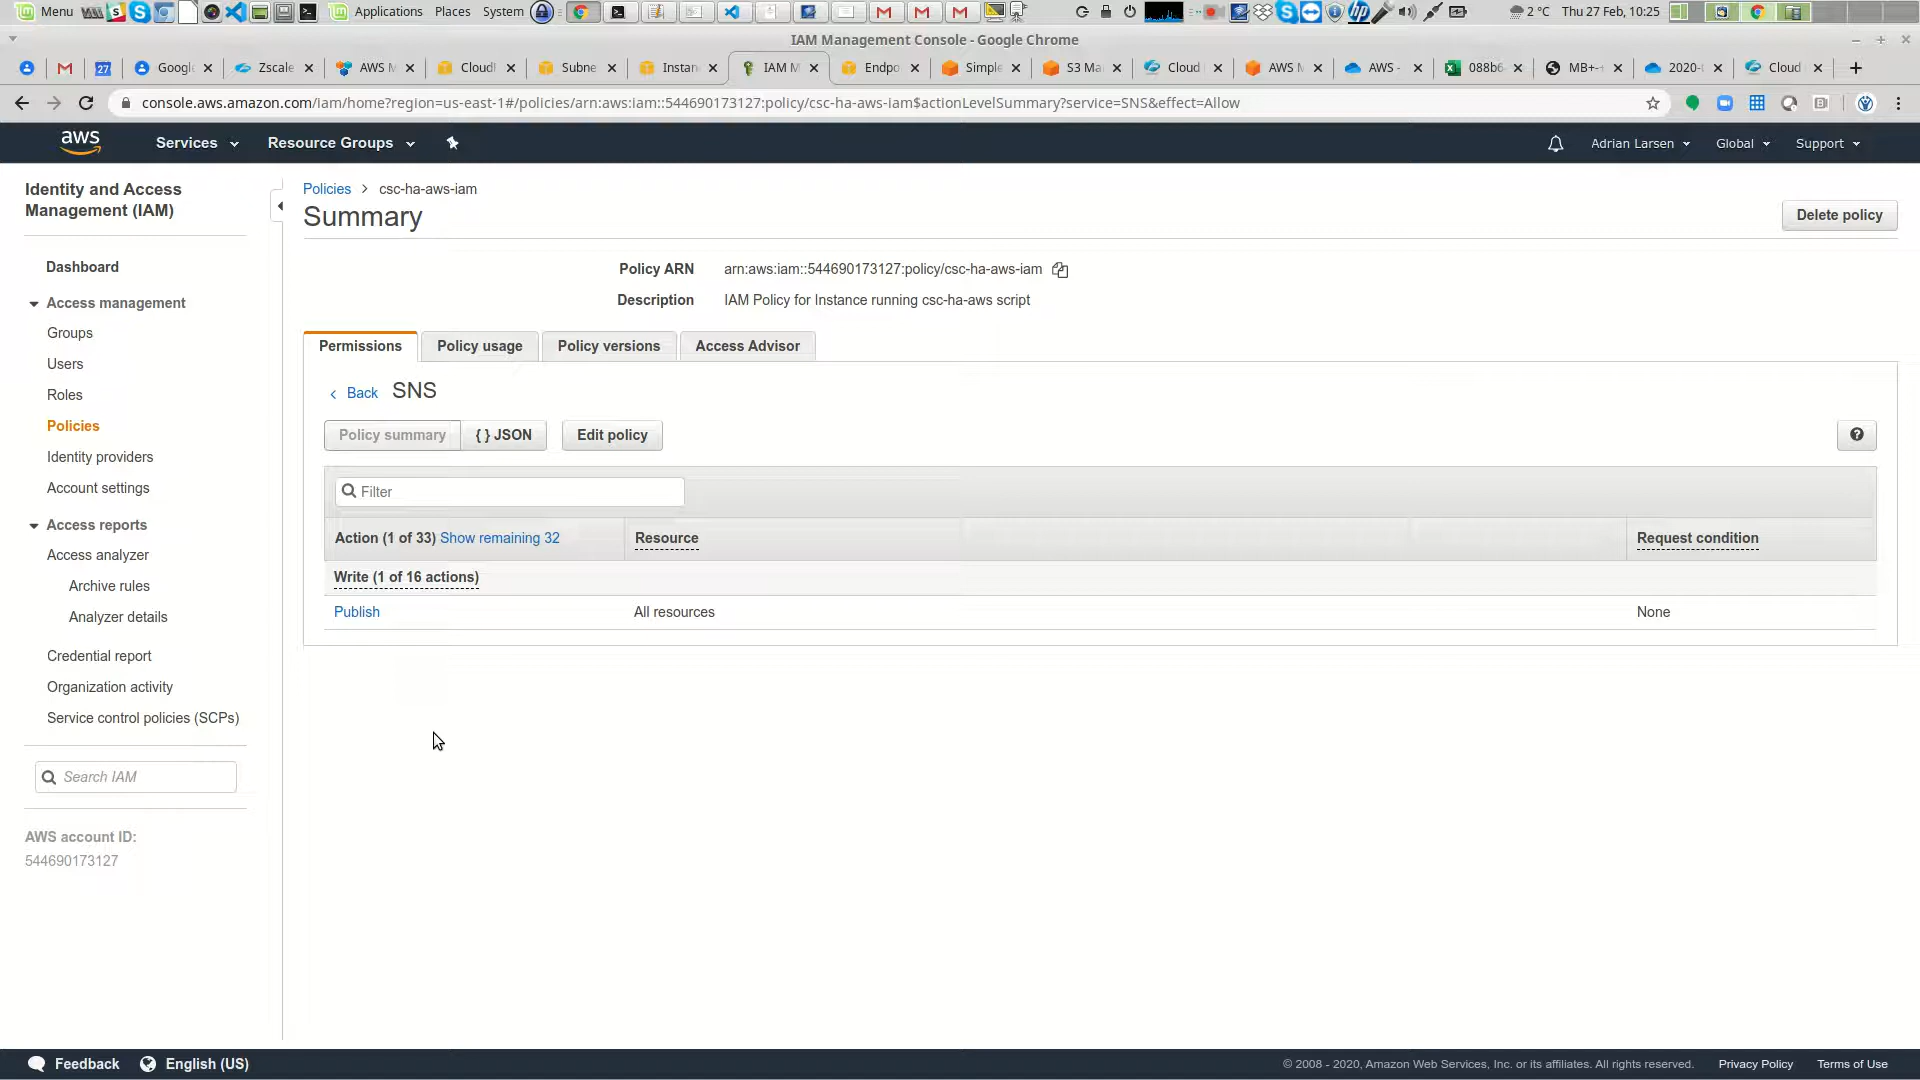 Menu
Applications Places System
2 °C Thu 27 Feb, 10:25
IAM Management Console - Google Chrome
27 Googl Zscale AWS M Cloudl Subne Instan IAM M Endpo Simple S3 Ma Cloud AWS M AWS - 088b6 MB+- 2020- Cloud
console.aws.amazon.com/iam/home?region=us-east-1#/policies/arn:aws:iam::544690173127:policy/csc-ha-aws-iam$actionLevelSummary?service=SNS&effect=Allow
aws Services Resource Groups Adrian Larsen Global Support
Identity and Access
Management (IAM)
Dashboard
Access management
Groups
Users
Roles
Policies
Identity providers
Account settings
Access reports
Access analyzer
Archive rules
Analyzer details
Credential report
Organization activity
Service control policies (SCPs)
Search IAM
AWS account ID:
544690173127
Policies > csc-ha-aws-iam
Summary
Delete policy
Policy ARN arn:aws:iam::544690173127:policy/csc-ha-aws-iam
Description IAM Policy for Instance running csc-ha-aws script
Permissions Policy usage Policy versions Access Advisor
Back SNS
Policy summary { } JSON Edit policy
Filter
Action (1 of 33) Show remaining 32 Resource Request condition
Write (1 of 16 actions)
Publish All resources None
Feedback English (US) © 2008 - 2020, Amazon Web Services, Inc. or its affiliates. All rights reserved. Privacy Policy Terms of Use